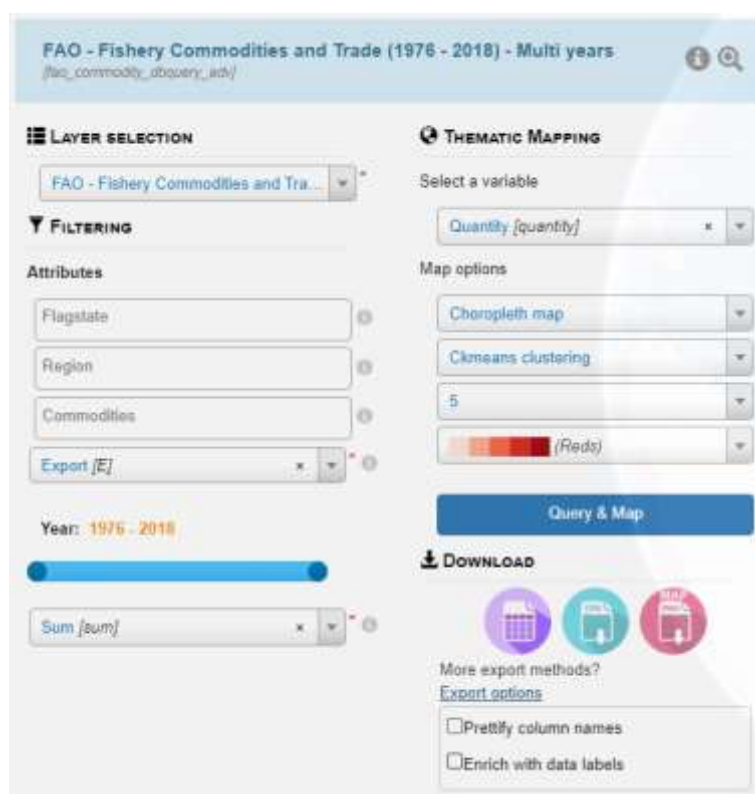 FAO - Fishery Commodities and Trade (1976 - 2018) - Multi years
[fao_commodity_dbquery_adv]
LAYER SELECTION
FAO - Fishery Commodities and Tra... *
FILTERING
Attributes
Flagstate
Region
Commodities
Export [E] × *
Year: 1976 - 2018
Sum [sum] × *
THEMATIC MAPPING
Select a variable
Quantity [quantity] ×
Map options
Choropleth map
Ckmeans clustering
5
(Reds)
Query & Map
DOWNLOAD
MAP
More export methods?
Export options
Prettify column names
Enrich with data labels